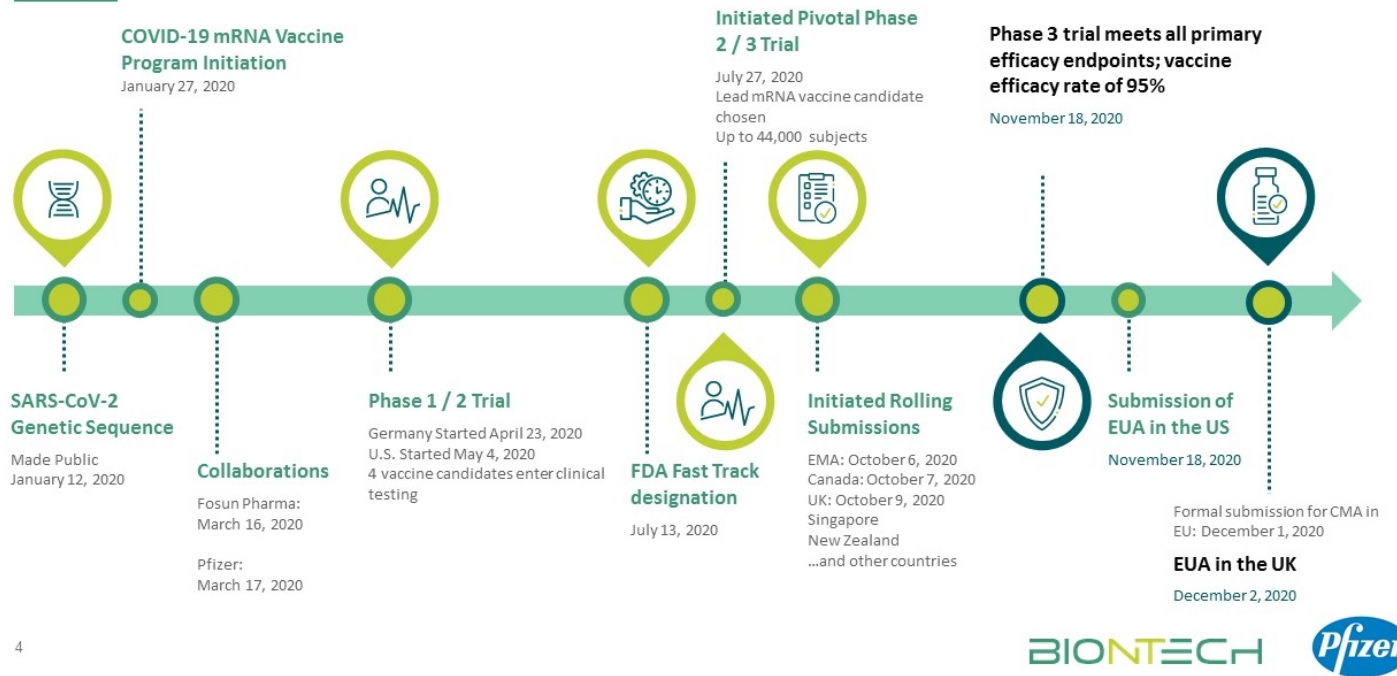 COVID-19 mRNA Vaccine
Program Initiation
January 27, 2020
Initiated Pivotal Phase
2 / 3 Trial
July 27, 2020
Lead mRNA vaccine candidate
chosen
Up to 44,000 subjects
Phase 3 trial meets all primary
efficacy endpoints; vaccine
efficacy rate of 95%
November 18, 2020
SARS-CoV-2
Genetic Sequence
Made Public
January 12, 2020
Collaborations
Fosun Pharma:
March 16, 2020
Pfizer:
March 17, 2020
Phase 1 / 2 Trial
Germany Started April 23, 2020
U.S. Started May 4, 2020
4 vaccine candidates enter clinical
testing
FDA Fast Track
designation
July 13, 2020
Initiated Rolling
Submissions
EMA: October 6, 2020
Canada: October 7, 2020
UK: October 9, 2020
Singapore
New Zealand
...and other countries
Submission of
EUA in the US
November 18, 2020
Formal submission for CMA in
EU: December 1, 2020
EUA in the UK
December 2, 2020
4
BIONTECH
Pfizer